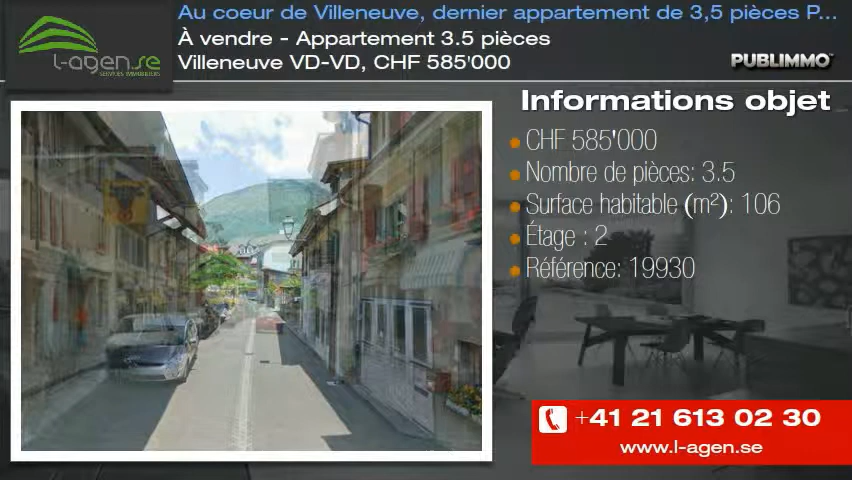 l-agen.se
SERVICES IMMOBILIERS
Au coeur de Villeneuve, dernier appartement de 3,5 pièces P...
À vendre - Appartement 3.5 pièces
Villeneuve VD-VD, CHF 585'000
PUBLIMMO
Informations objet
CHF 585'000
Nombre de pièces: 3.5
Surface habitable (m²): 106
Étage : 2
Référence: 19930
+41 21 613 02 30
www.l-agen.se